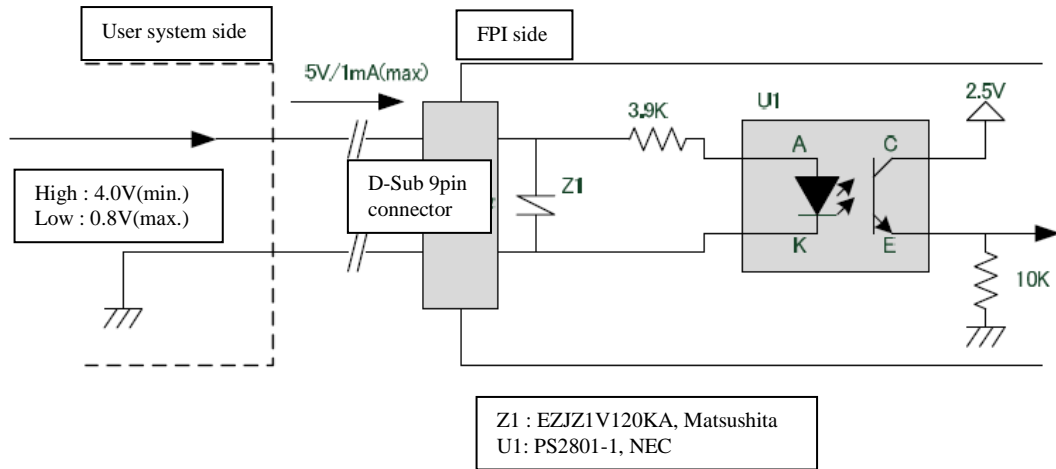 User system side
FPI side
5V/1mA(max)
3.9K
U1
2.5V
A
C
High : 4.0V(min.)
Low : 0.8V(max.)
D-Sub 9pin
connector
Z1
K
E
10K
Z1 : EZJZ1V120KA, Matsushita
U1: PS2801-1, NEC